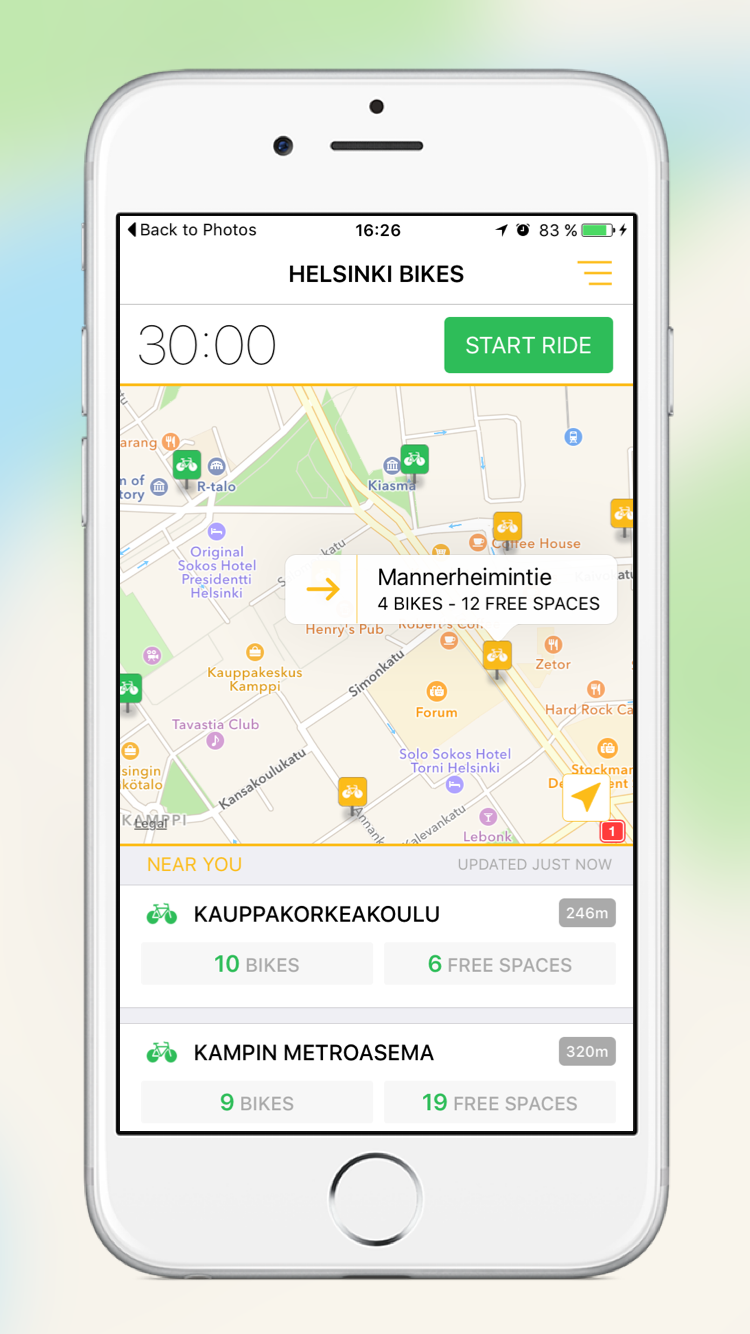 Back to Photos
16:26
83 %
HELSINKI BIKES
30:00
START RIDE
arang
R-talo
Kiasma
Original
Sokos Hotel
Presidentti
Helsinki
Coffee House
Mannerheimintie
4 BIKES - 12 FREE SPACES
Henry's Pub
Robert's
Zetor
Kauppakeskus
Kamppi
Simonkatu
Forum
Hard Rock Ca
Tavastia Club
Solo Sokos Hotel
Torni Helsinki
singin
kötalo
Kansakoulukatu
Stockman
KAMPPI
Legal
Annank
Kalevankatu
Lebonk
1
NEAR YOU
UPDATED JUST NOW
KAUPPAKORKEAKOULU
246m
10 BIKES
6 FREE SPACES
KAMPIN METROASEMA
320m
9 BIKES
19 FREE SPACES